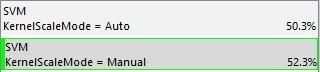 SVM
KernelScaleMode = Auto 50.3%
SVM
KernelScaleMode = Manual 52.3%